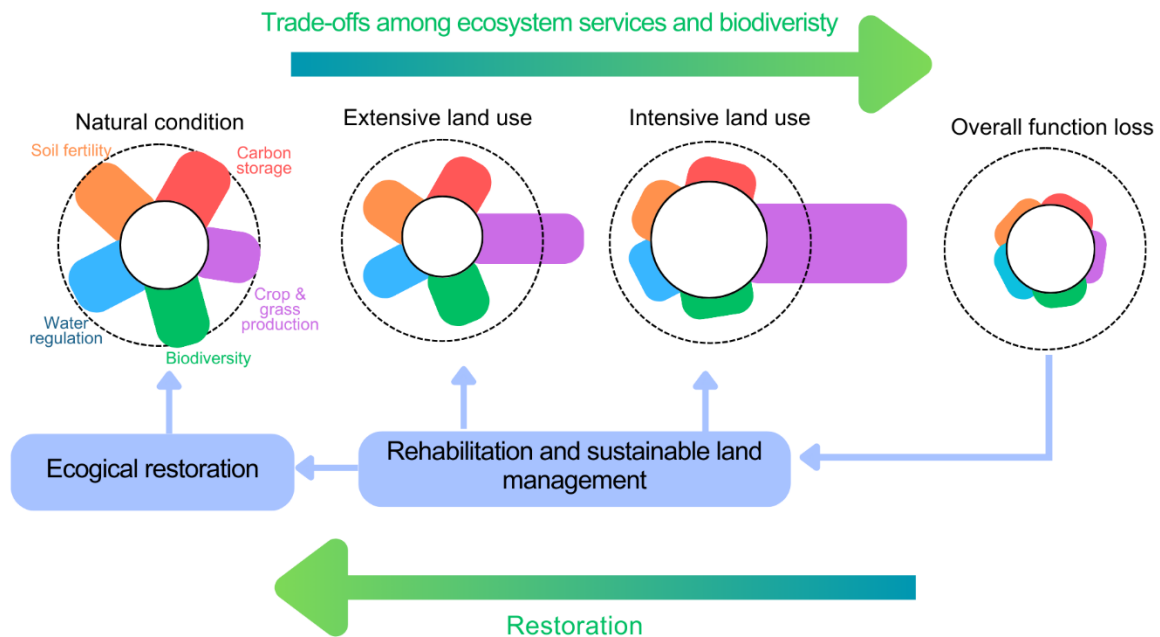 Trade-offs among ecosystem services and biodiveristy
Natural condition
Extensive land use
Intensive land use
Overall function loss
Soil fertility
Carbon
storage
Crop &
grass
production
Water
regulation
Biodiversity
Ecogical restoration
Rehabilitation and sustainable land
management
Restoration